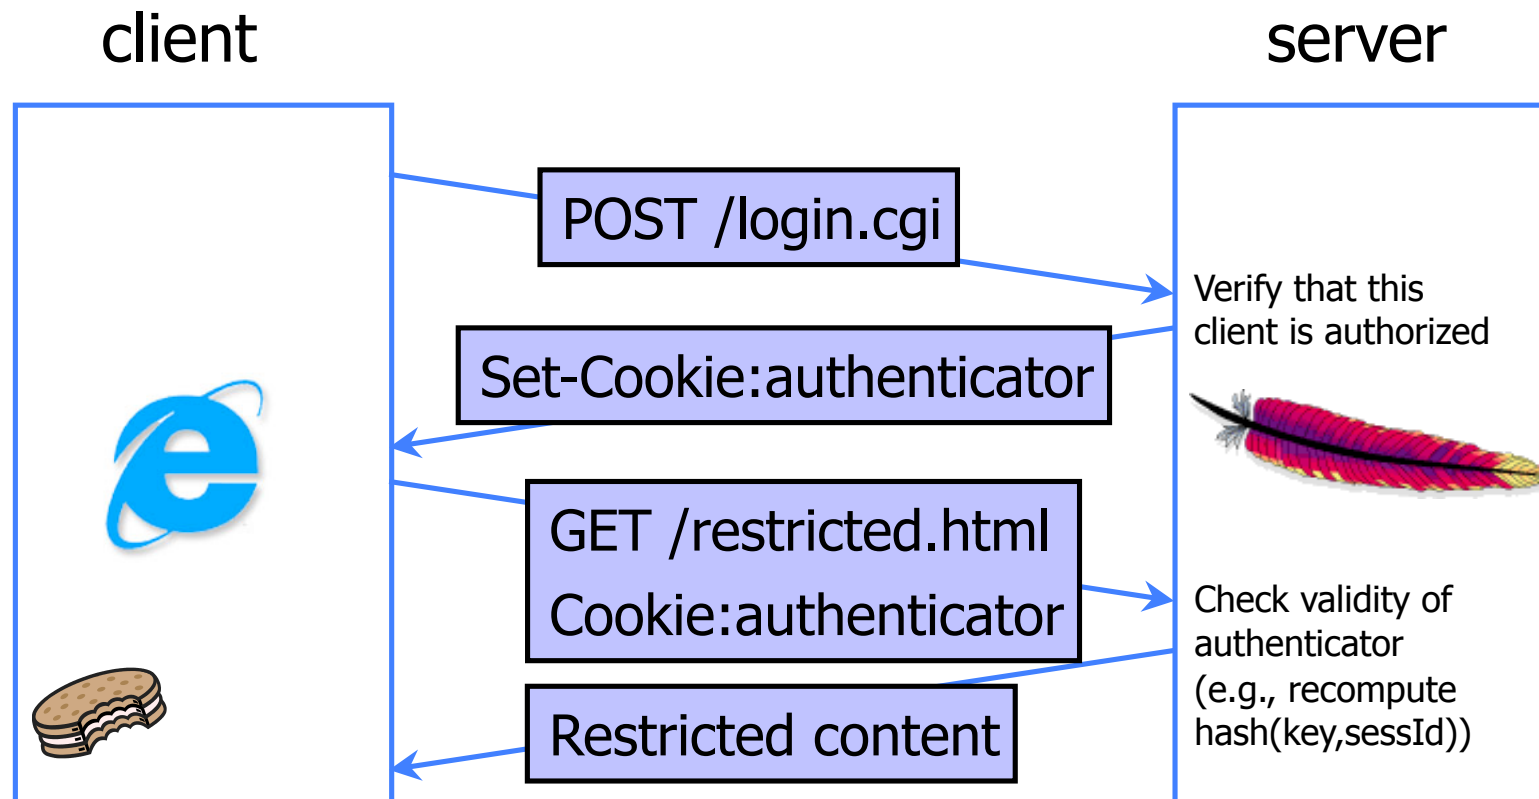 client
server
POST /login.cgi
Verify that this
client is authorized
Set-Cookie:authenticator
GET /restricted.html
Cookie:authenticator
Check validity of
authenticator
(e.g., recompute
hash(key,sessId))
Restricted content